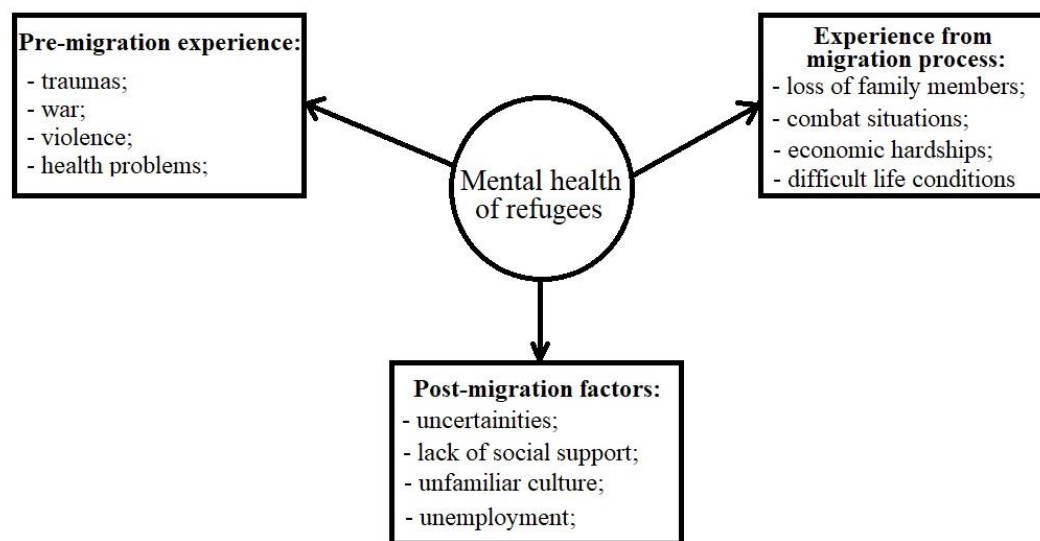 Pre-migration experience:
- traumas;
- war;
- violence;
- health problems;
Experience from
migration process:
- loss of family members;
- combat situations;
- economic hardships;
- difficult life conditions
Mental health
of refugees
Post-migration factors:
- uncertainities;
- lack of social support;
- unfamiliar culture;
- unemployment;